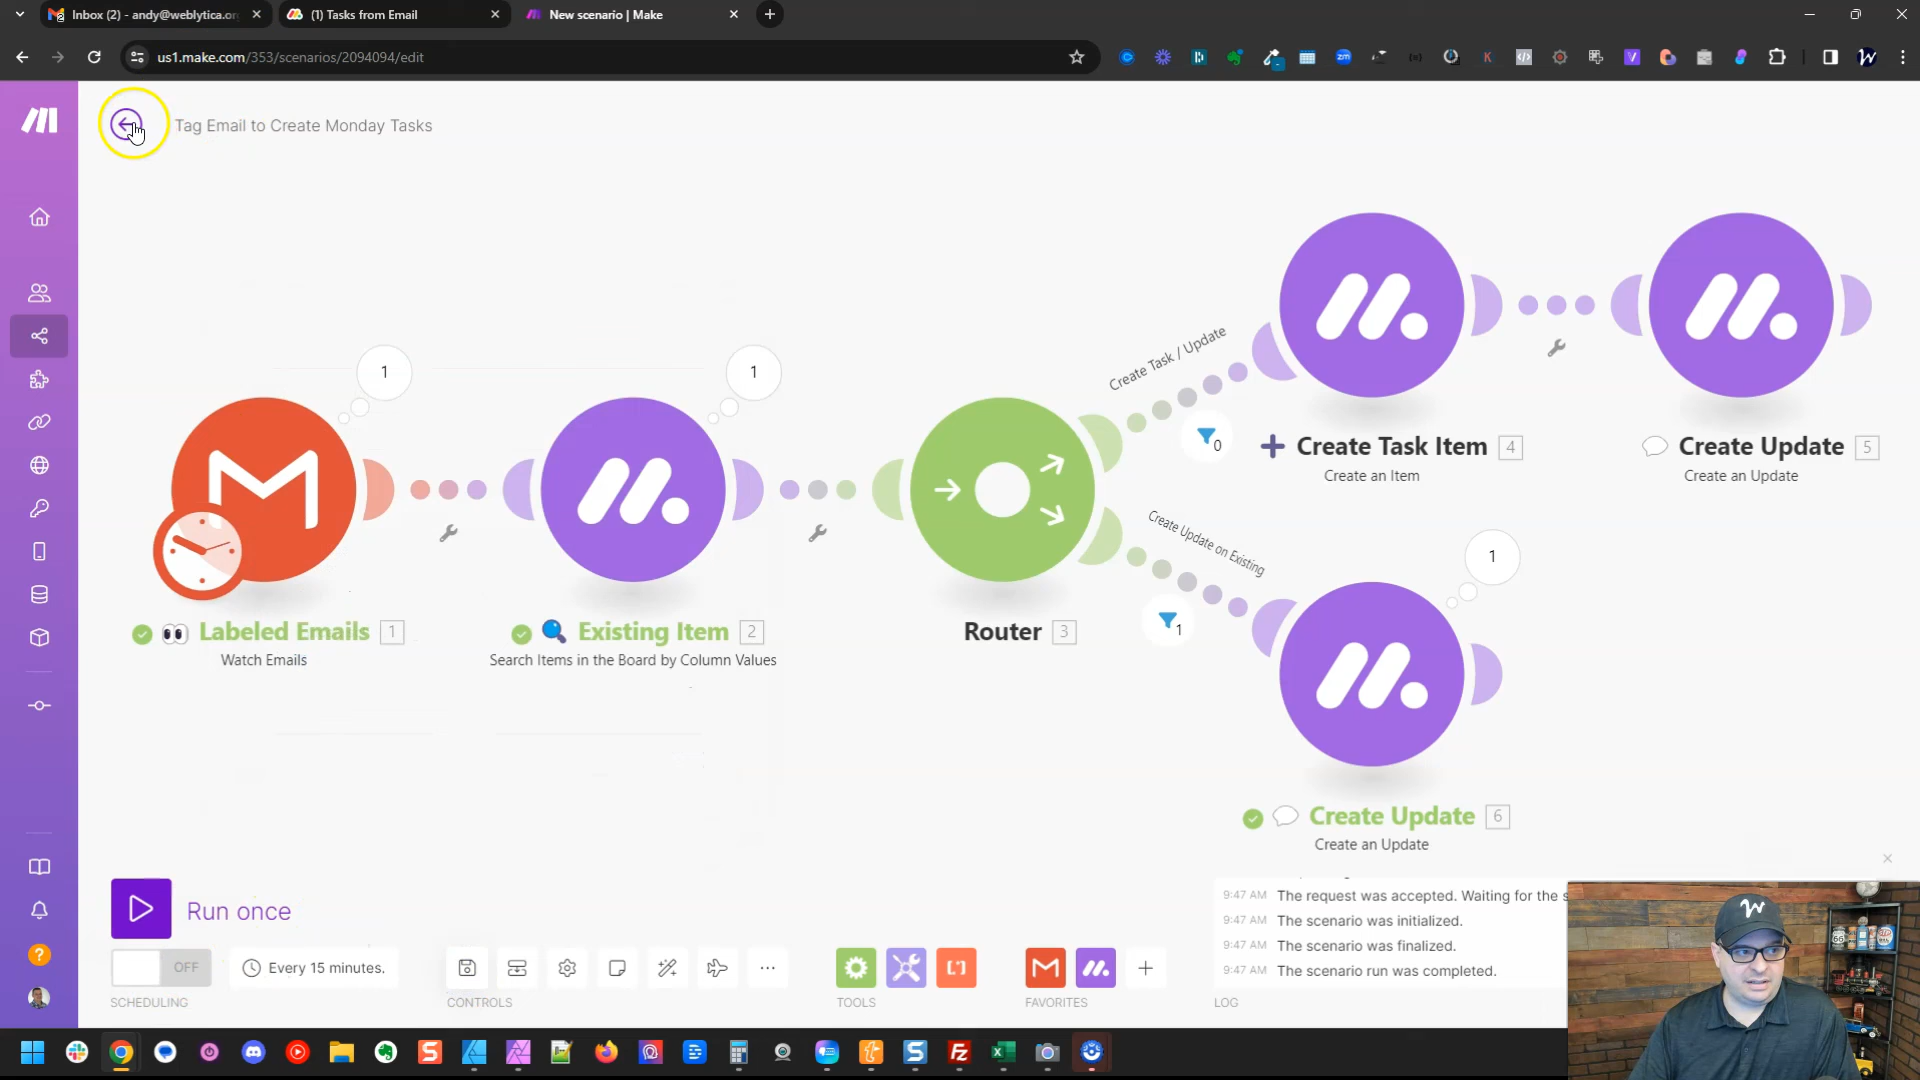 Inbox (2) - andy@weblytica.or
(1) Tasks from Email
New scenario | Make
us1.make.com/353/scenarios/2094094/edit
Tag Email to Create Monday Tasks
1
1
Create Task / Update
0
Create Task Item 4
Create an Item
Create Update 5
Create an Update
Create Update on Existing
1
1
Labeled Emails 1
Watch Emails
Existing Item 2
Search Items in the Board by Column Values
Router 3
Create Update 6
Create an Update
Run once
OFF
Every 15 minutes.
SCHEDULING
CONTROLS
TOOLS
FAVORITES
LOG
9:47 AM The request was accepted. Waiting for the s
9:47 AM The scenario was initialized.
9:47 AM The scenario was finalized.
9:47 AM The scenario run was completed.